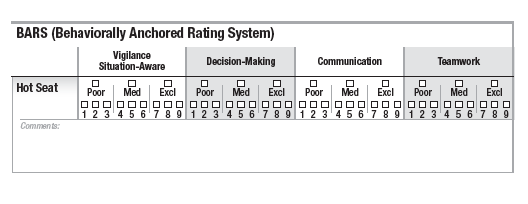 BARS (Behaviorally Anchored Rating System)
Vigilance
Situation-Aware
Decision-Making
Communication
Teamwork
Hot Seat
Poor Med Excl Poor Med Excl Poor Med Excl Poor Med Excl
1 2 3 4 5 6 7 8 9 1 2 3 4 5 6 7 8 9 1 2 3 4 5 6 7 8 9 1 2 3 4 5 6 7 8 9
Comments: